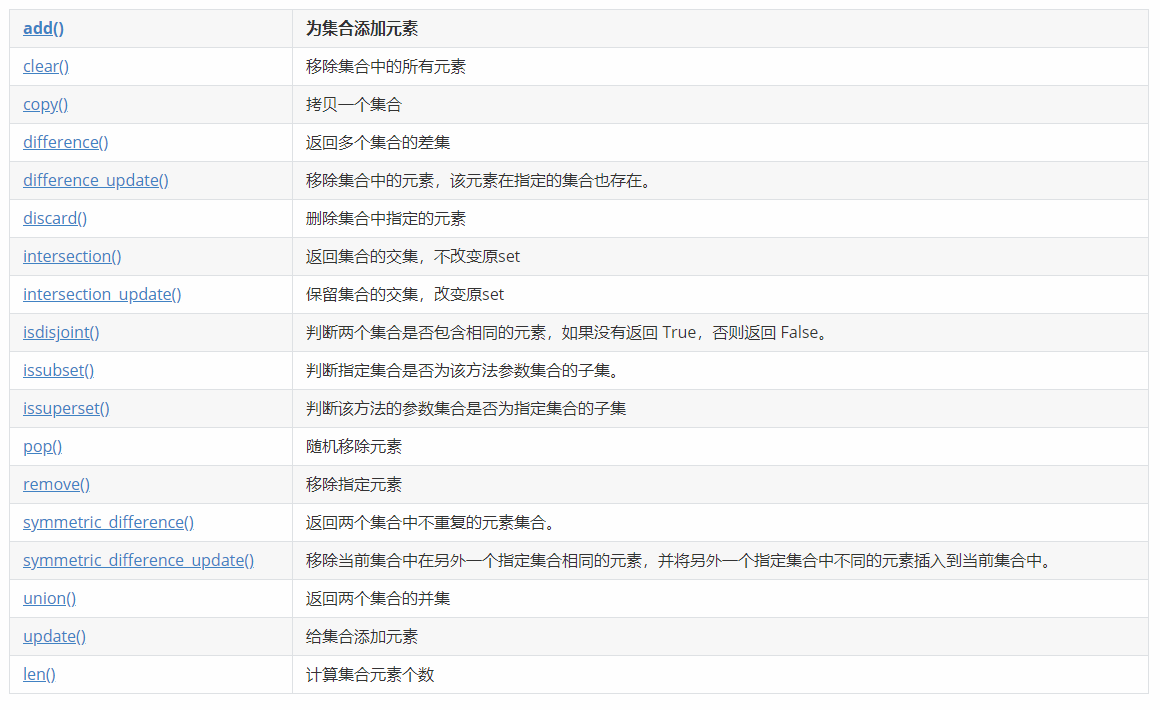 add() 为集合添加元素
clear() 移除集合中的所有元素
copy() 拷贝一个集合
difference() 返回多个集合的差集
difference_update() 移除集合中的元素，该元素在指定的集合也存在。
discard() 删除集合中指定的元素
intersection() 返回集合的交集，不改变原set
intersection_update() 保留集合的交集，改变原set
isdisjoint() 判断两个集合是否包含相同的元素，如果没有返回 True，否则返回 False。
issubset() 判断指定集合是否为该方法参数集合的子集。
issuperset() 判断该方法的参数集合是否为指定集合的子集
pop() 随机移除元素
remove() 移除指定元素
symmetric_difference() 返回两个集合中不重复的元素集合。
symmetric_difference_update() 移除当前集合中在另外一个指定集合相同的元素，并将另外一个指定集合中不同的元素插入到当前集合中。
union() 返回两个集合的并集
update() 给集合添加元素
len() 计算集合元素个数